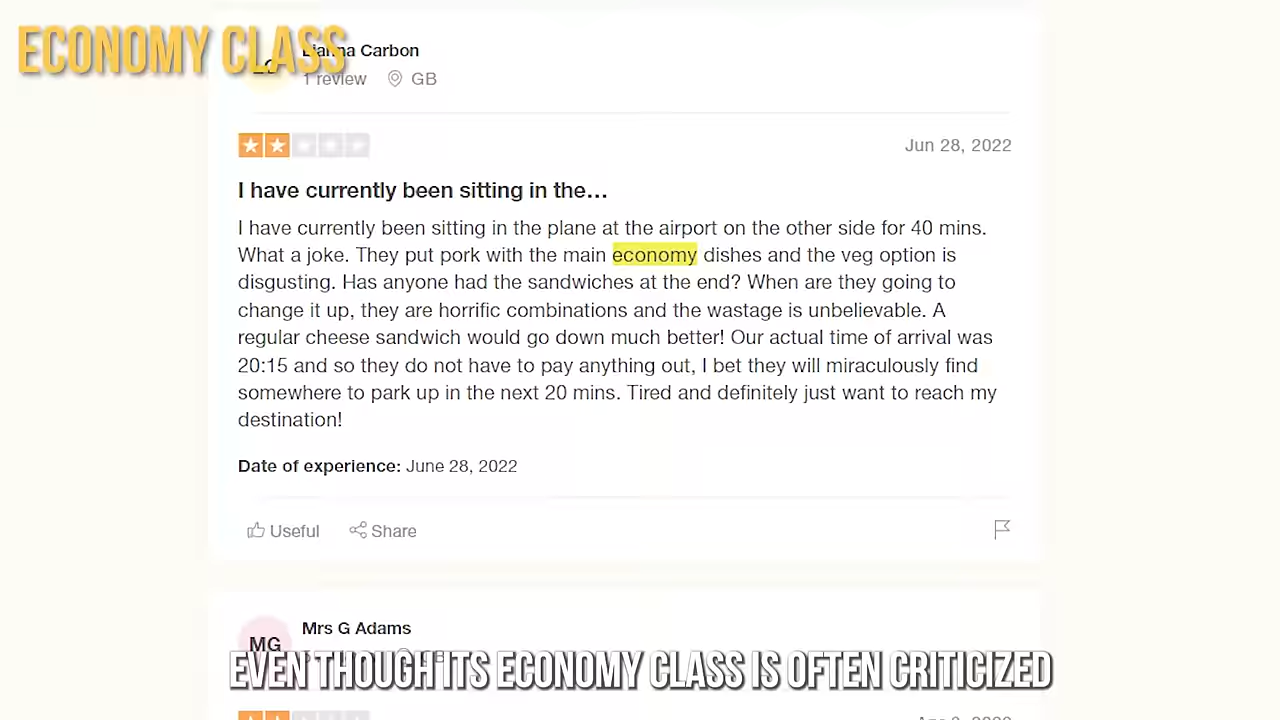 ECONOMY CLASS
Carbon
1 review GB
Jun 28, 2022
I have currently been sitting in the…
I have currently been sitting in the plane at the airport on the other side for 40 mins.
What a joke. They put pork with the main economy dishes and the veg option is
disgusting. Has anyone had the sandwiches at the end? When are they going to
change it up, they are horrific combinations and the wastage is unbelievable. A
regular cheese sandwich would go down much better! Our actual time of arrival was
20:15 and so they do not have to pay anything out, I bet they will miraculously find
somewhere to park up in the next 20 mins. Tired and definitely just want to reach my
destination!
Date of experience: June 28, 2022
Useful Share
Mrs G Adams
MG
EVEN THOUGH ITS ECONOMY CLASS IS OFTEN CRITICIZED